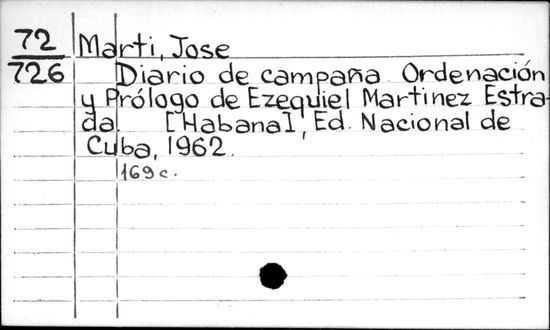 72 Marti, Jose
726 Diario de campaña. Ordenación
y Prólogo de Ezequiel Martinez Estra-
da. [Habana], Ed. Nacional de
Cuba, 1962.
169 c.